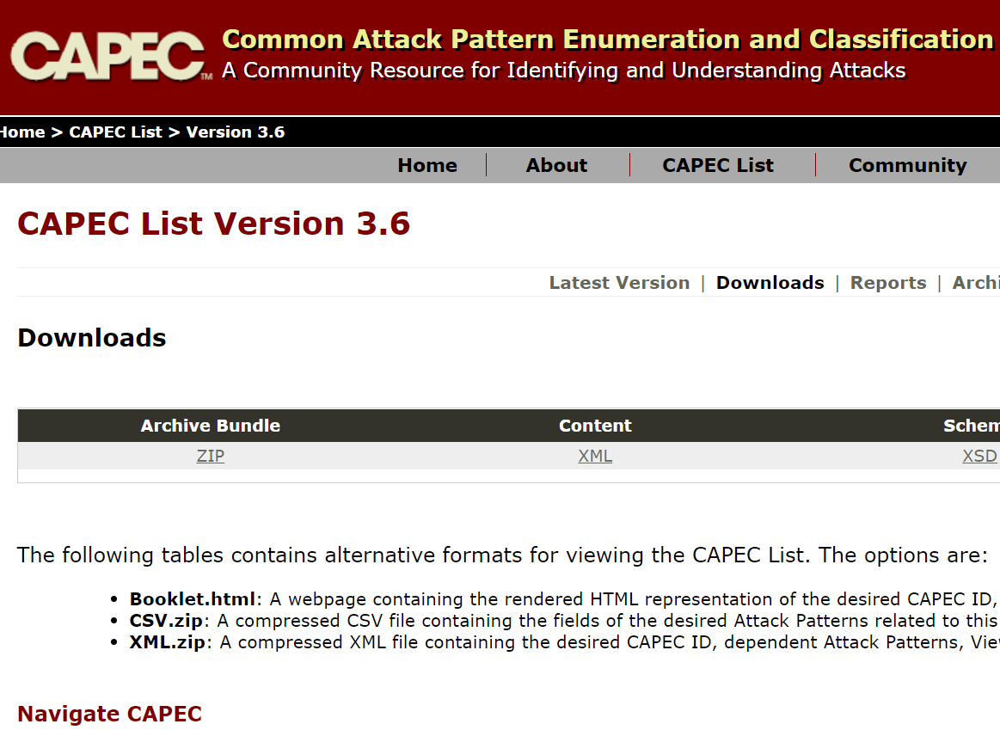 CAPEC™
Common Attack Pattern Enumeration and Classification
A Community Resource for Identifying and Understanding Attacks
Home > CAPEC List > Version 3.6
Home | About | CAPEC List | Community
CAPEC List Version 3.6
Latest Version | Downloads | Reports | Archi
Downloads
Archive Bundle Content Schem
ZIP XML XSD
The following tables contains alternative formats for viewing the CAPEC List. The options are:
• Booklet.html: A webpage containing the rendered HTML representation of the desired CAPEC ID,
• CSV.zip: A compressed CSV file containing the fields of the desired Attack Patterns related to this
• XML.zip: A compressed XML file containing the desired CAPEC ID, dependent Attack Patterns, Vie
Navigate CAPEC